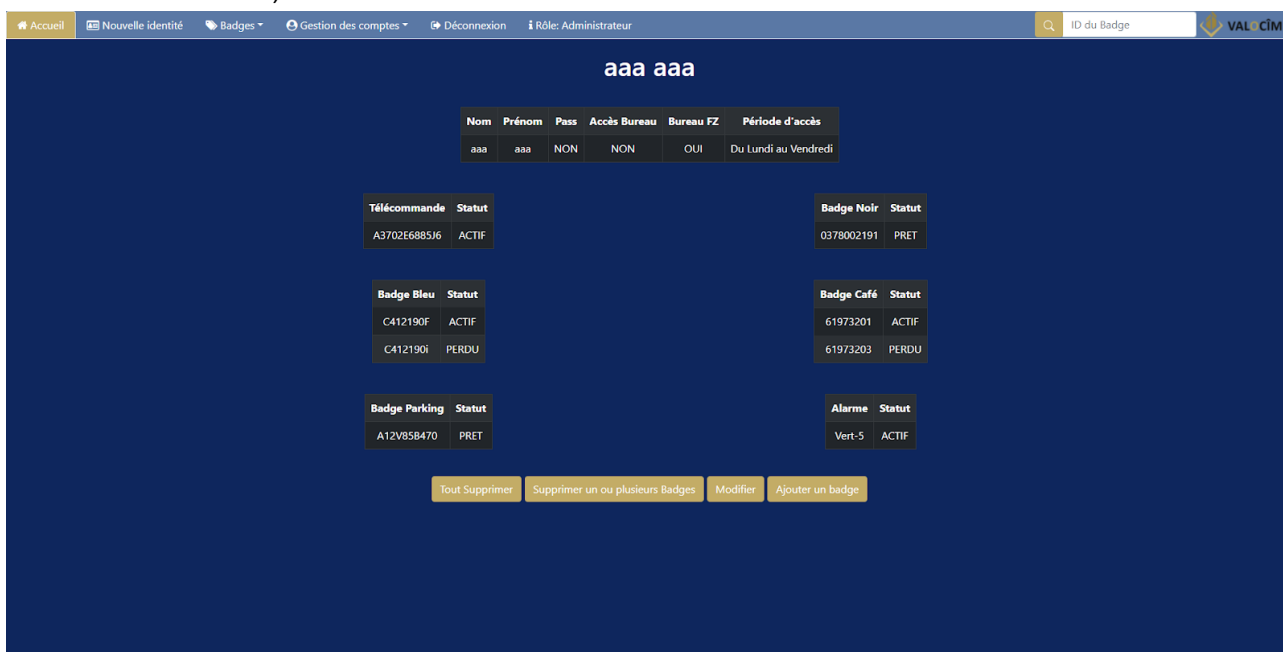 Accueil Nouvelle identité Badges Gestion des comptes Déconnexion i Rôle: Administrateur ID du Badge VALOCÎM
aaa aaa
Nom Prénom Pass Accès Bureau Bureau FZ Période d'accès
aaa aaa NON NON OUI Du Lundi au Vendredi
Télécommande Statut Badge Noir Statut
A3702E6885J6 ACTIF 0378002191 PRET
Badge Bleu Statut Badge Café Statut
C412190F ACTIF 61973201 ACTIF
C412190i PERDU 61973203 PERDU
Badge Parking Statut Alarme Statut
A12V85B470 PRET Vert-5 ACTIF
Tout Supprimer Supprimer un ou plusieurs Badges Modifier Ajouter un badge